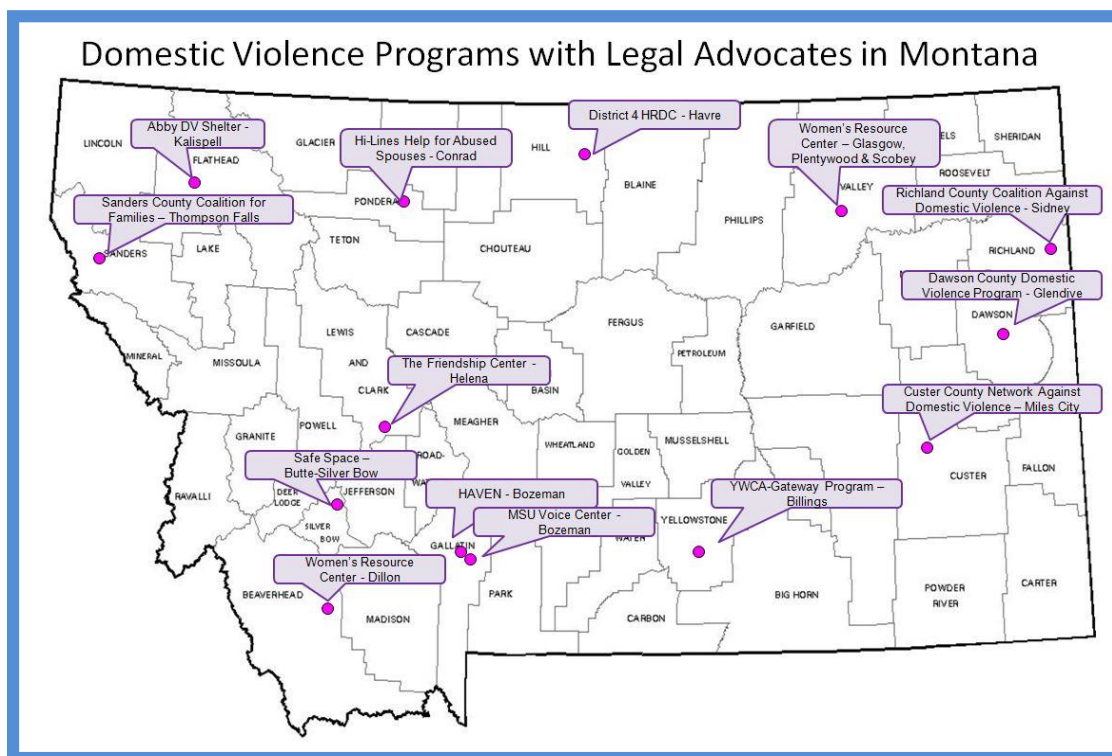 Domestic Violence Programs with Legal Advocates in Montana
Abby DV Shelter -
Kalispell
LINCOLN
FLATHEAD
GLACIER
Hi-Lines Help for Abused
Spouses - Conrad
PONDERA
District 4 HRDC - Havre
HILL
BLAINE
Women's Resource
Center – Glasgow,
Plentywood & Scobey
VALLEY
SHERIDAN
ROOSEVELT
Richland County Coalition Against
Domestic Violence - Sidney
RICHLAND
PHILLIPS
Sanders County Coalition for
Families – Thompson Falls
SANDERS
LAKE
TETON
CHOUTEAU
Dawson County Domestic
Violence Program - Glendive
DAWSON
MINERAL
MISSOULA
LEWIS
AND
CLARK
CASCADE
FERGUS
PETROLEUM
GARFIELD
The Friendship Center -
Helena
BASIN
Custer County Network Against
Domestic Violence – Miles City
CUSTER
FALLON
MEAGHER
WHEATLAND
GOLDEN
VALLEY
MUSSELSHELL
GRANITE
POWELL
ROAD-
Safe Space –
Butte-Silver Bow
RAVALLI
DEER
LODGE
JEFFERSON
SILVER
BOW
HAVEN - Bozeman
MSU Voice Center -
Bozeman
GALLATIN
YWCA-Gateway Program –
Billings
YELLOWSTONE
WATER
Women's Resource
Center - Dillon
BEAVERHEAD
MADISON
PARK
CARBON
BIG HORN
POWDER
RIVER
CARTER